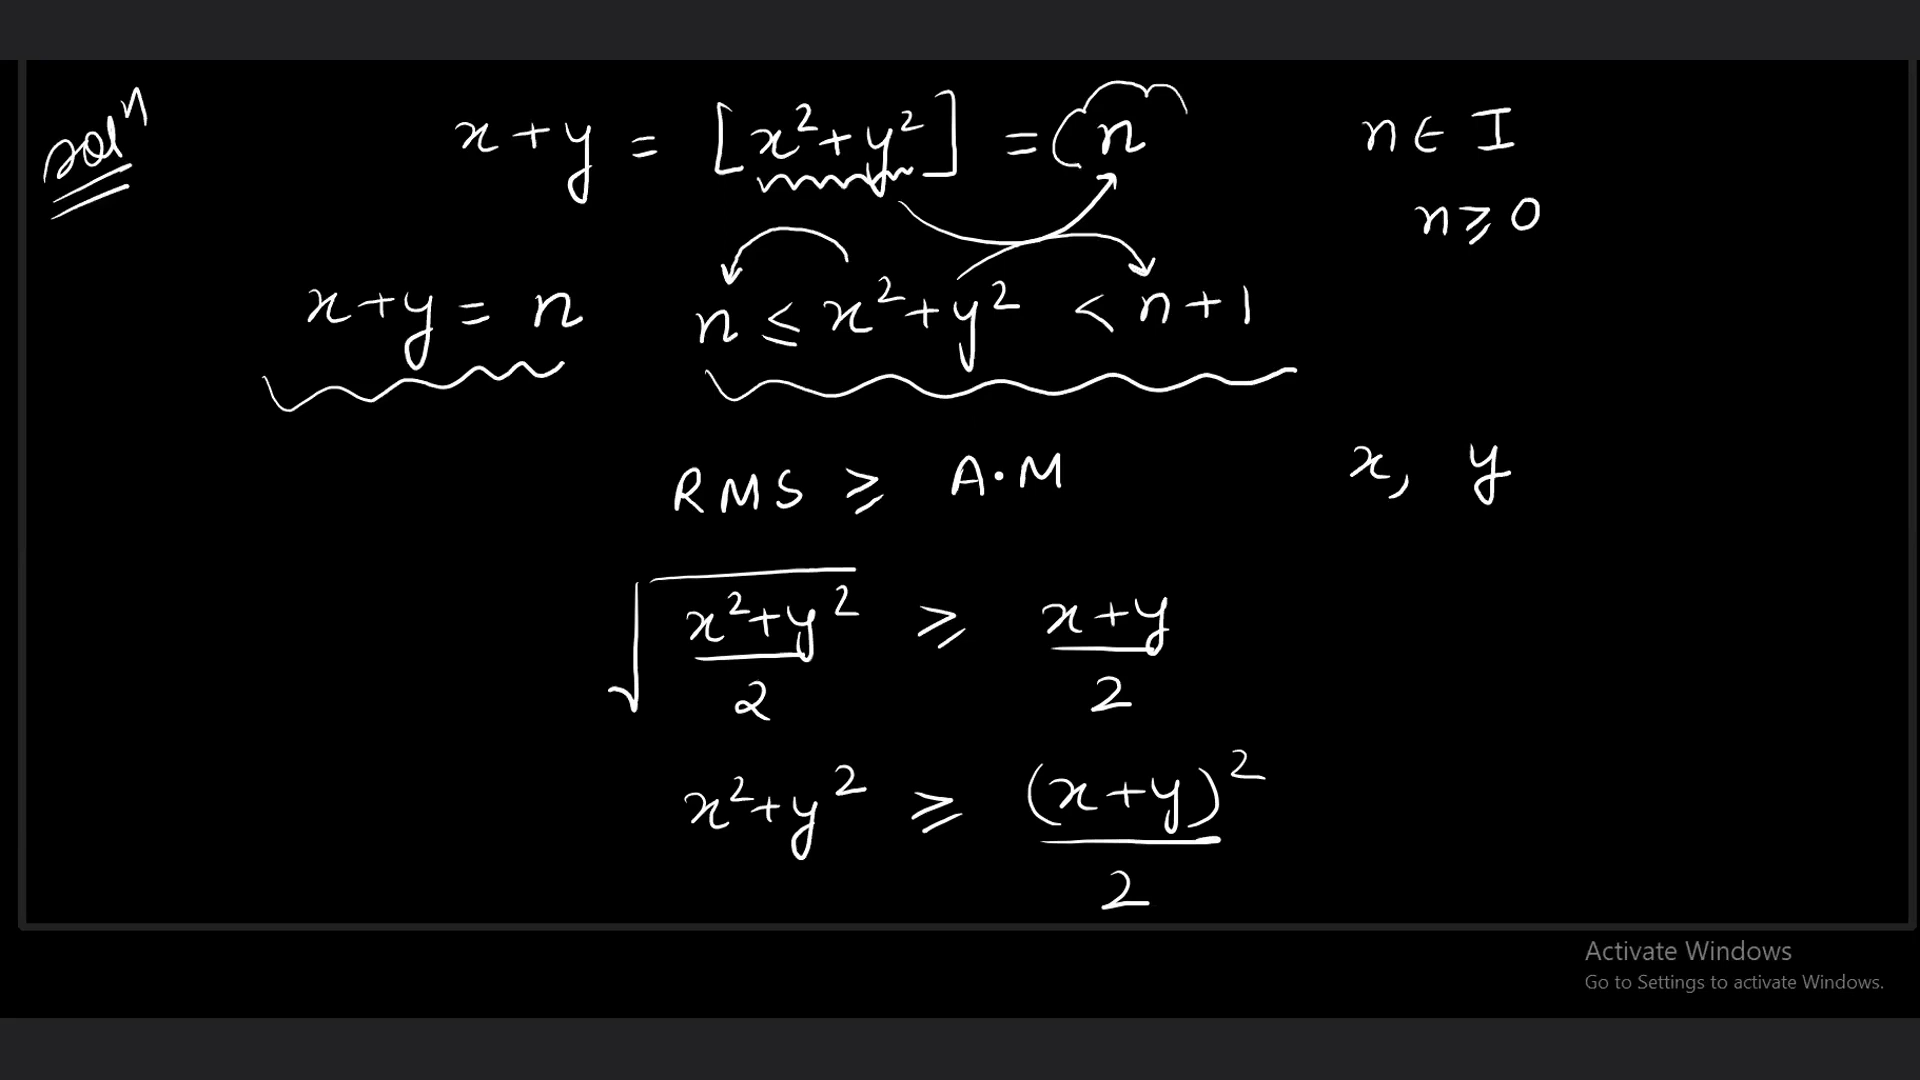 solⁿ
x + y = [x² + y²] = n n ∈ I
n ≥ 0
x + y = n n ≤ x² + y² < n + 1
RMS ≥ A.M x, y
√((x² + y²)/2) ≥ (x + y)/2
x² + y² ≥ (x + y)²/2
Activate Windows
Go to Settings to activate Windows.